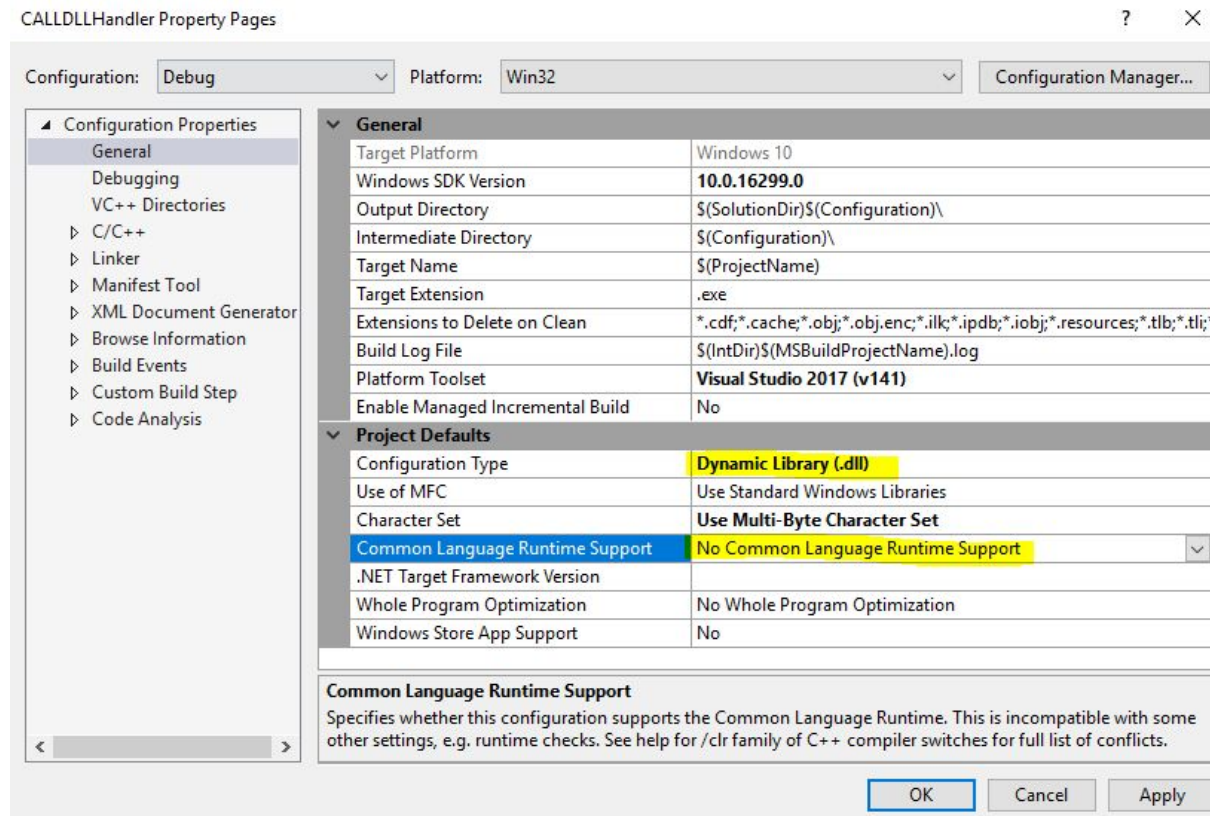 CALLDLLHandler Property Pages ? ×
Configuration: Debug Platform: Win32 Configuration Manager...
Configuration Properties
General
Debugging
VC++ Directories
C/C++
Linker
Manifest Tool
XML Document Generator
Browse Information
Build Events
Custom Build Step
Code Analysis
General
Target Platform Windows 10
Windows SDK Version 10.0.16299.0
Output Directory $(SolutionDir)$(Configuration)\
Intermediate Directory $(Configuration)\
Target Name $(ProjectName)
Target Extension .exe
Extensions to Delete on Clean *.cdf;*.cache;*.obj;*.obj.enc;*.ilk;*.ipdb;*.iobj;*.resources;*.tlb;*.tli;*
Build Log File $(IntDir)$(MSBuildProjectName).log
Platform Toolset Visual Studio 2017 (v141)
Enable Managed Incremental Build No
Project Defaults
Configuration Type Dynamic Library (.dll)
Use of MFC Use Standard Windows Libraries
Character Set Use Multi-Byte Character Set
Common Language Runtime Support No Common Language Runtime Support
.NET Target Framework Version
Whole Program Optimization No Whole Program Optimization
Windows Store App Support No
Common Language Runtime Support
Specifies whether this configuration supports the Common Language Runtime. This is incompatible with some
other settings, e.g. runtime checks. See help for /clr family of C++ compiler switches for full list of conflicts.
OK Cancel Apply